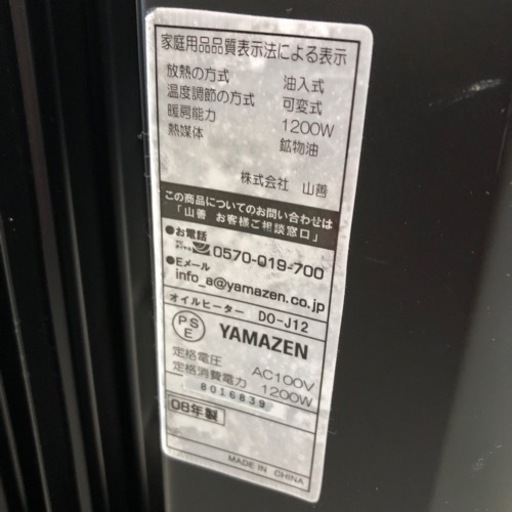 家庭用品品質表示法による表示
放熱の方式 油入式
温度調節の方式 可変式
暖房能力 1200W
熱媒体 鉱物油
株式会社 山善
この商品についてのお問い合わせは
「山善 お客様ご相談窓口」
●お電話
0570-019-700
●Eメール
info_a@yamazen.co.jp
オイルヒーター DO-J12
PSE YAMAZEN
定格電圧 AC100V
定格消費電力 1200W
8016839
08年製
MADE IN CHINA